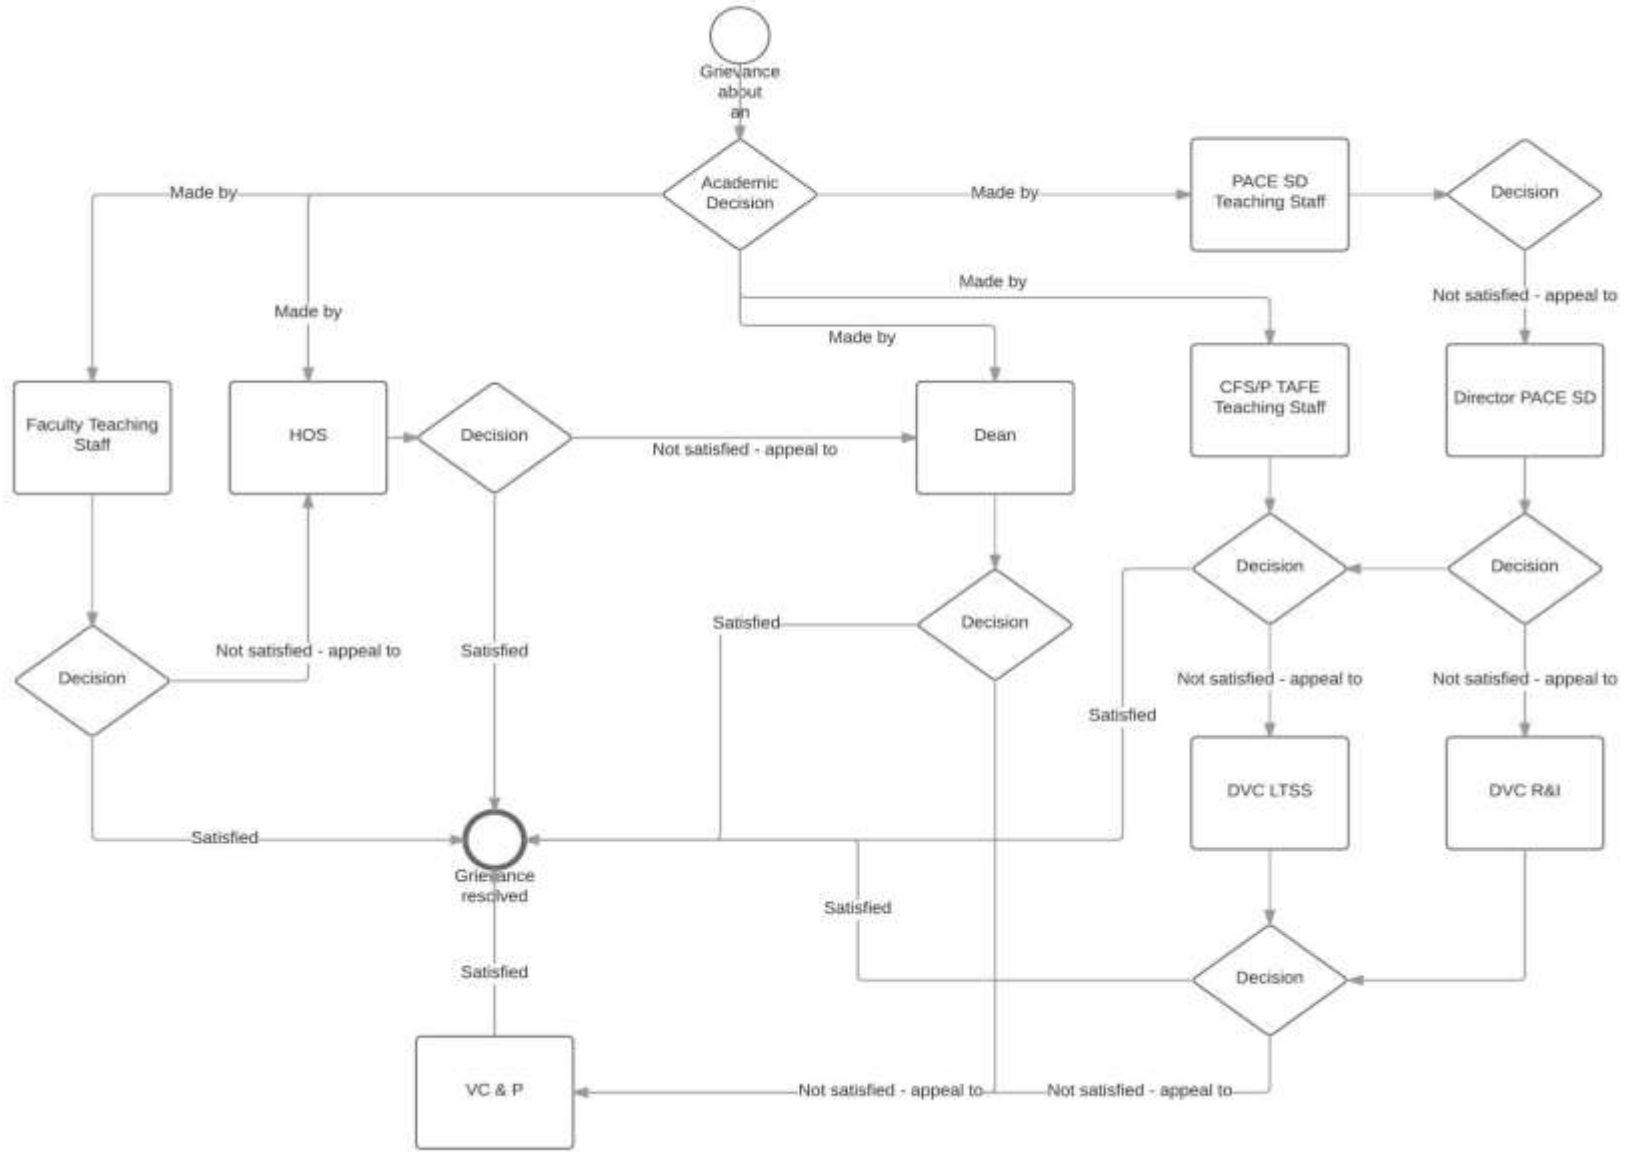 Grievance
about
an
Academic
Decision
Made by
Made by
PACE SD
Teaching Staff
Decision
Made by
Made by
Made by
Not satisfied - appeal to
Faculty Teaching
Staff
HOS
Decision
Not satisfied - appeal to
Dean
CFS/P TAFE
Teaching Staff
Director PACE SD
Decision
Decision
Decision
Satisfied
Not satisfied - appeal to
Satisfied
Decision
Not satisfied - appeal to
Not satisfied - appeal to
Satisfied
DVC LTSS
DVC R&I
Satisfied
Grievance
resolved
Satisfied
Satisfied
Decision
VC & P
Not satisfied - appeal to
Not satisfied - appeal to